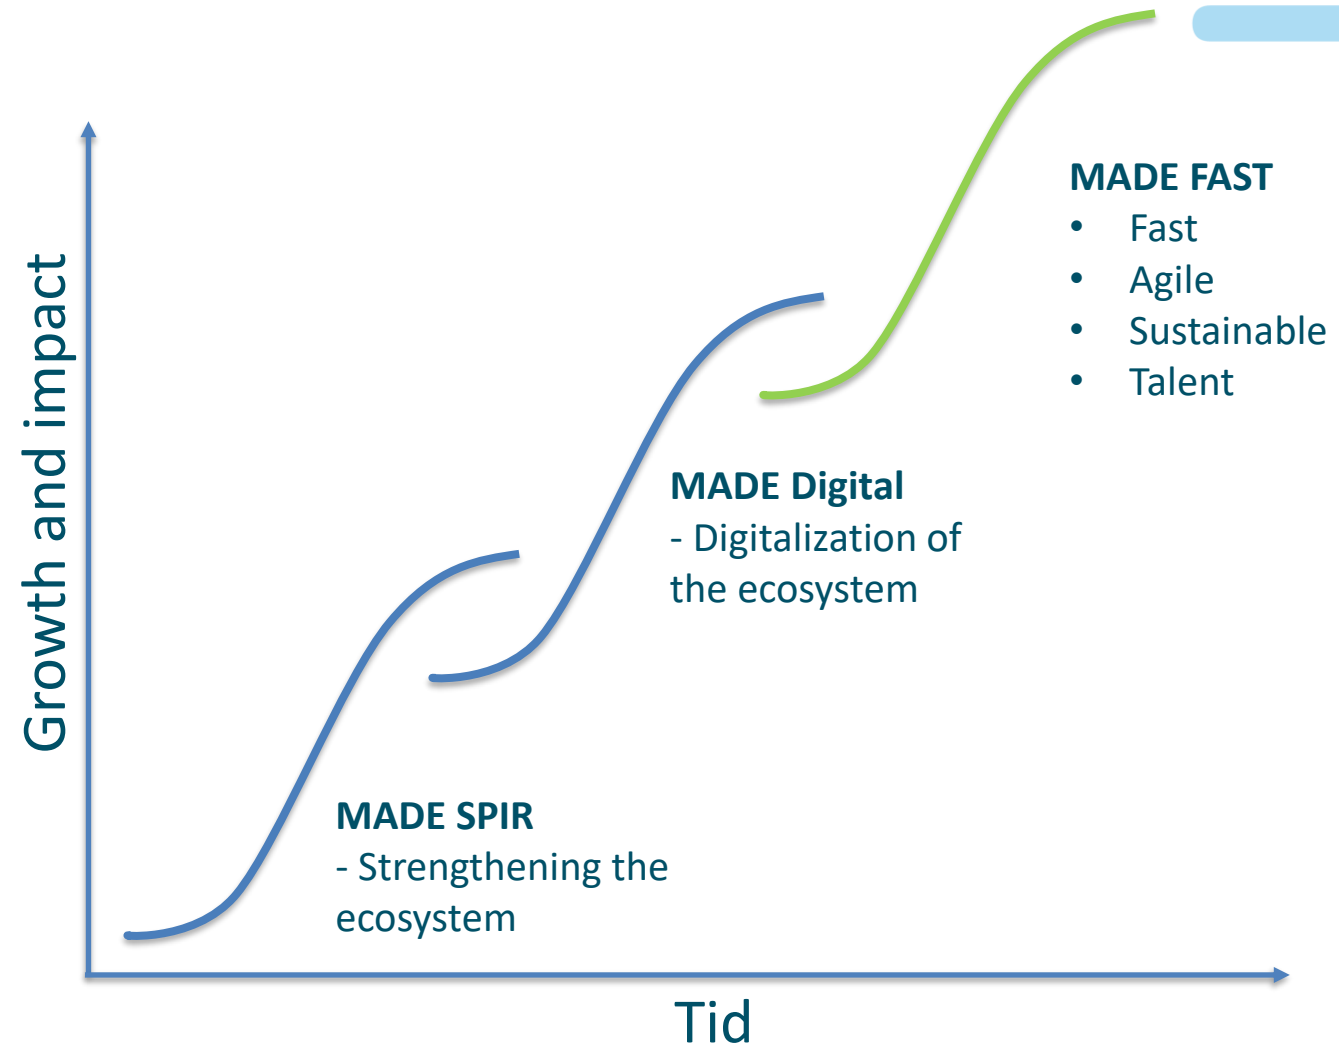 Growth and impact
MADE FAST
• Fast
• Agile
• Sustainable
• Talent
MADE Digital
- Digitalization of
the ecosystem
MADE SPIR
- Strengthening the
ecosystem
Tid